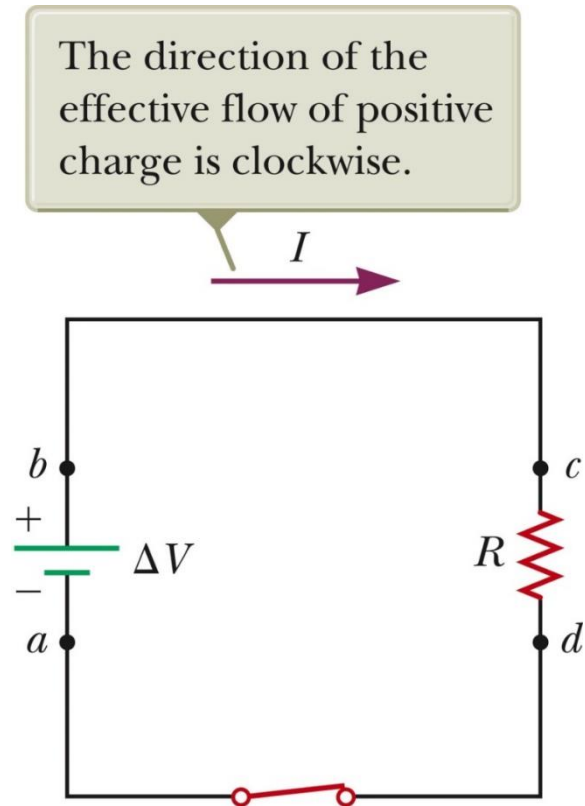 The direction of the
effective flow of positive
charge is clockwise.
I
b
c
+
ΔV
R
−
a
d